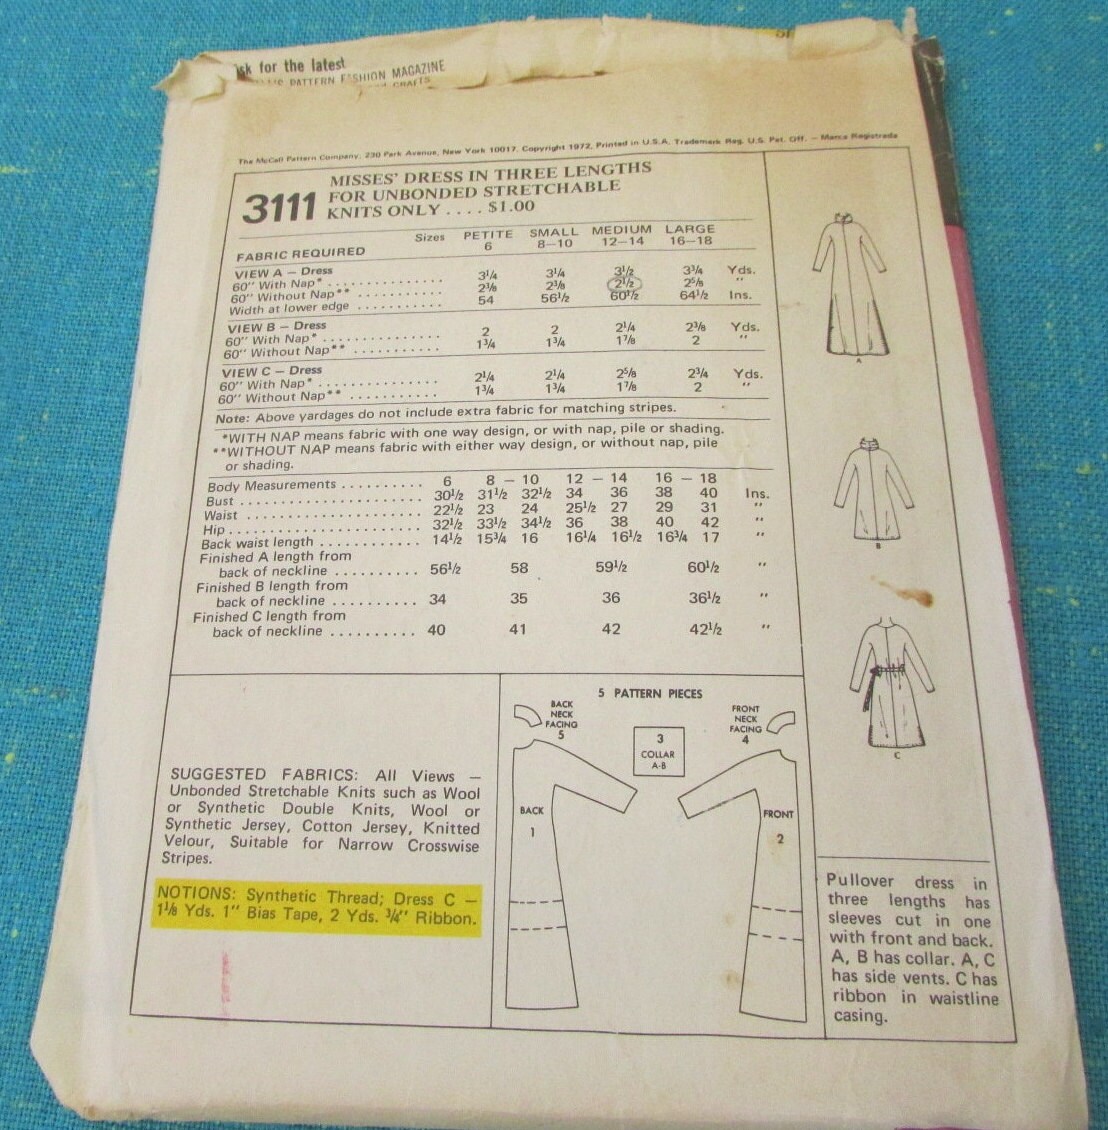 ask for the latest
PATTERN FASHION MAGAZINE
CRAFTS
The McCall Pattern Company, 230 Park Avenue, New York 10017. Copyright 1972, Printed in U.S.A. Trademark Reg. U.S. Pat. Off. — Marca Registrada
3111
MISSES' DRESS IN THREE LENGTHS
FOR UNBONDED STRETCHABLE
KNITS ONLY .... $1.00
Sizes PETITE SMALL MEDIUM LARGE
FABRIC REQUIRED 6 8—10 12—14 16—18
VIEW A — Dress
60" With Nap* 3¼ 3¼ 3½ 3¾ Yds.
60" Without Nap** 2⅛ 2⅜ 2½ 2⅝ "
Width at lower edge 54 56½ 60½ 64½ Ins.
VIEW B — Dress
60" With Nap* 2 2 2¼ 2⅜ Yds.
60" Without Nap** 1¾ 1¾ 1⅞ 2 "
VIEW C — Dress
60" With Nap* 2¼ 2¼ 2⅝ 2¾ Yds.
60" Without Nap** 1¾ 1¾ 1⅞ 2 "
Note: Above yardages do not include extra fabric for matching stripes.
*WITH NAP means fabric with one way design, or with nap, pile or shading.
**WITHOUT NAP means fabric with either way design, or without nap, pile
or shading.
Body Measurements 6 8 — 10 12 — 14 16 — 18
Bust 30½ 31½ 32½ 34 36 38 40 Ins.
Waist 22½ 23 24 25½ 27 29 31 "
Hip 32½ 33½ 34½ 36 38 40 42 "
Back waist length 14½ 15¾ 16 16¼ 16½ 16¾ 17 "
Finished A length from
back of neckline 56½ 58 59½ 60½ "
Finished B length from
back of neckline 34 35 36 36½ "
Finished C length from
back of neckline 40 41 42 42½ "
SUGGESTED FABRICS: All Views —
Unbonded Stretchable Knits such as Wool
or Synthetic Double Knits, Wool or
Synthetic Jersey, Cotton Jersey, Knitted
Velour, Suitable for Narrow Crosswise
Stripes.
NOTIONS: Synthetic Thread; Dress C —
1⅛ Yds. 1" Bias Tape, 2 Yds. ¾" Ribbon.
5 PATTERN PIECES
BACK
NECK
FACING
5
3
COLLAR
A-B
FRONT
NECK
FACING
4
BACK
1
FRONT
2
A
B
C
Pullover dress in
three lengths has
sleeves cut in one
with front and back.
A, B has collar. A, C
has side vents. C has
ribbon in waistline
casing.